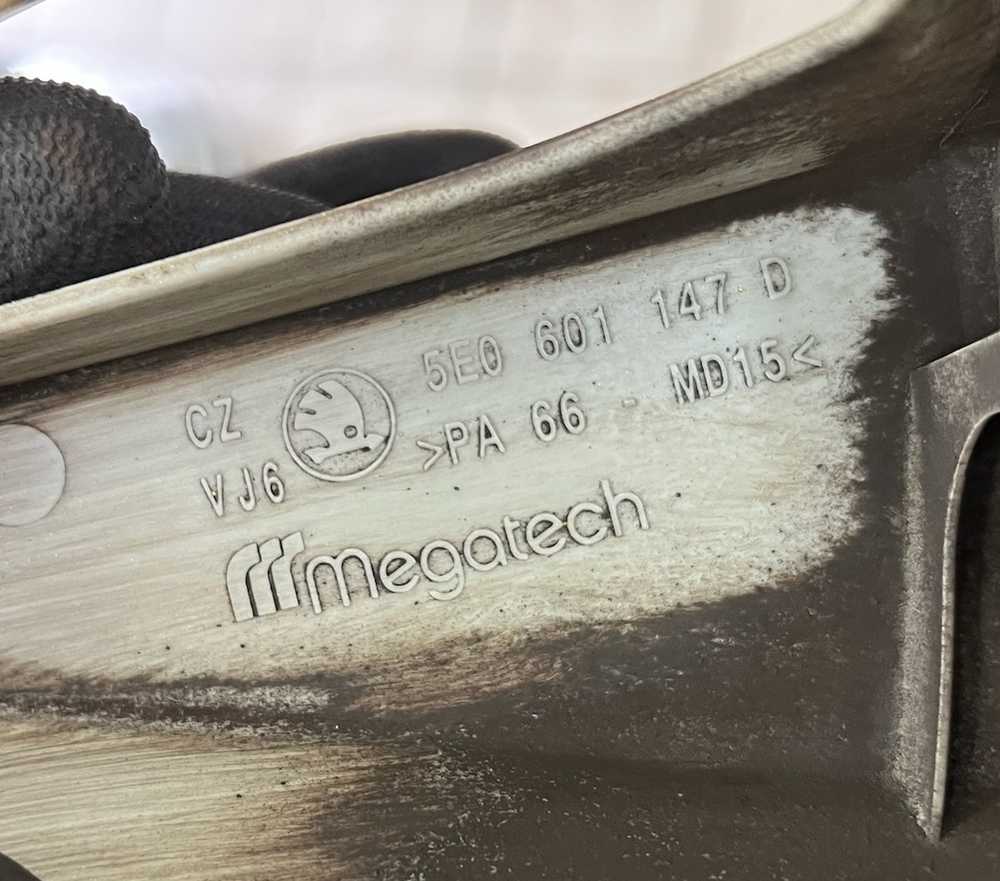 CZ 5E0 601 147 D
VJ6 >PA 66 - MD15<
megatech